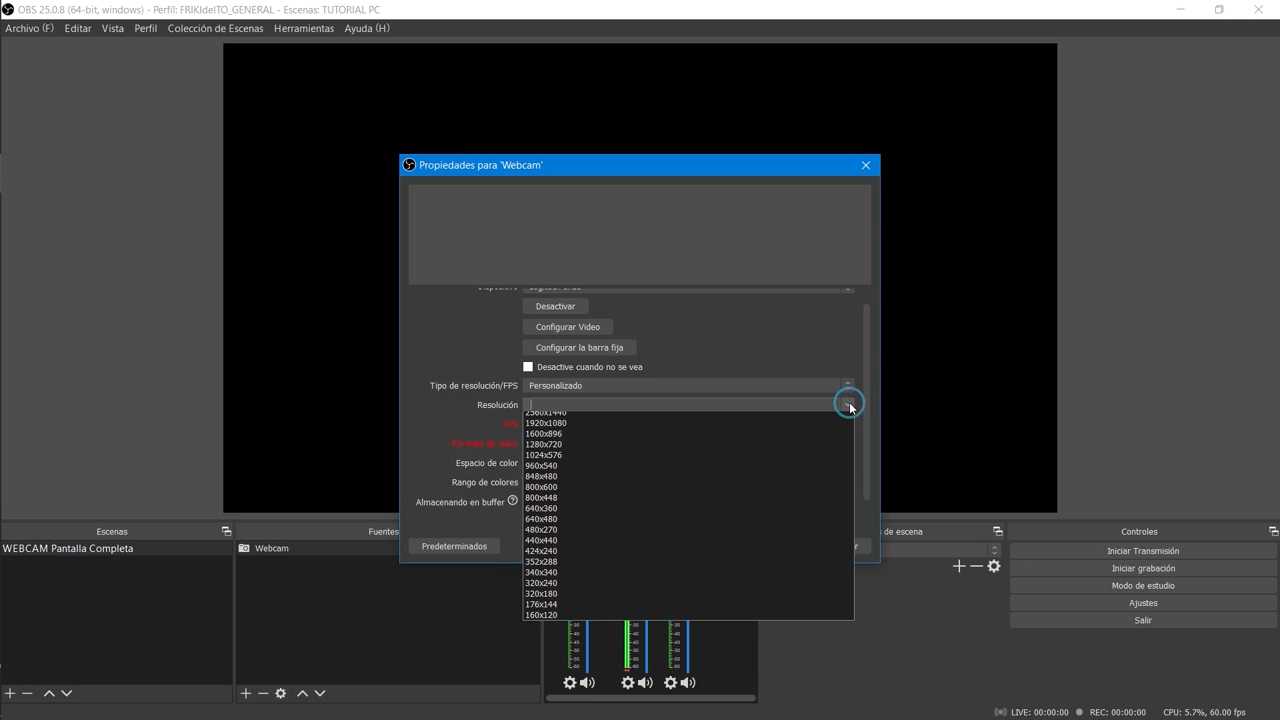 OBS 25.0.8 (64-bit, windows) - Perfil: FRIKIdelTO_GENERAL - Escenas: TUTORIAL PC
Archivo (F) Editar Vista Perfil Colección de Escenas Herramientas Ayuda (H)
Propiedades para 'Webcam'
Desactivar
Configurar Video
Configurar la barra fija
Desactive cuando no se vea
Tipo de resolución/FPS Personalizado
Resolución
2560x1440
1920x1080
1600x896
1280x720
1024x576
960x540
848x480
800x600
800x448
640x360
640x480
480x270
440x440
424x240
352x288
340x340
320x240
320x180
176x144
160x120
FPS
Formato de video
Espacio de color
Rango de colores
Almacenando en buffer ?
Predeterminados
Escenas
WEBCAM Pantalla Completa
Fuentes
Webcam
de escena
Controles
Iniciar Transmisión
Iniciar grabación
Modo de estudio
Ajustes
Salir
LIVE: 00:00:00 REC: 00:00:00 CPU: 5.7%, 60.00 fps